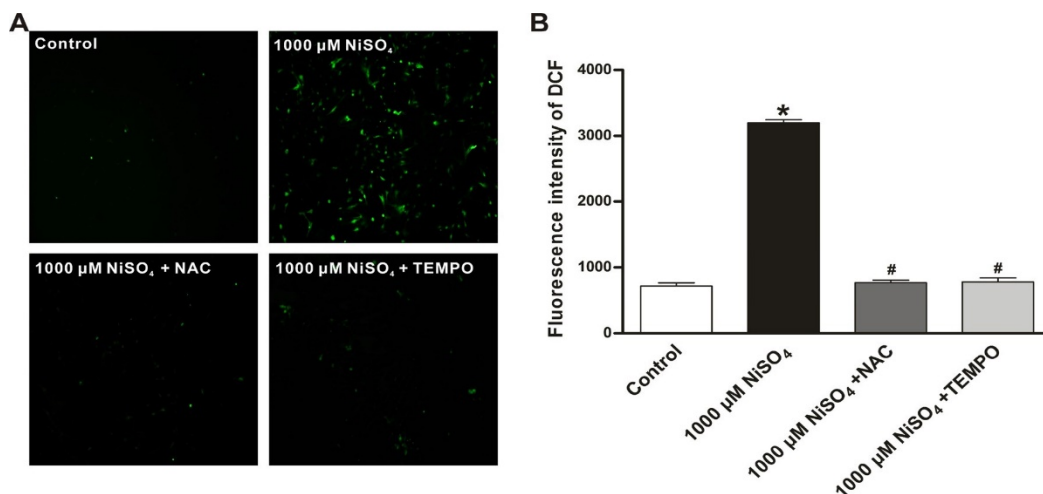 A
Control
1000 µM NiSO₄
1000 µM NiSO₄ + NAC
1000 µM NiSO₄ + TEMPO
B
Fluorescence intensity of DCF
4000
3000
2000
1000
0
*
#
#
Control
1000 µM NiSO₄
1000 µM NiSO₄ +NAC
1000 µM NiSO₄ +TEMPO